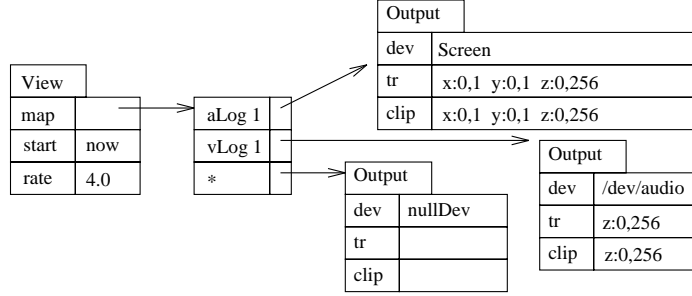 View
map
start now
rate 4.0
aLog 1
vLog 1
*
Output
dev Screen
tr x:0,1 y:0,1 z:0,256
clip x:0,1 y:0,1 z:0,256
Output
dev nullDev
tr
clip
Output
dev /dev/audio
tr z:0,256
clip z:0,256